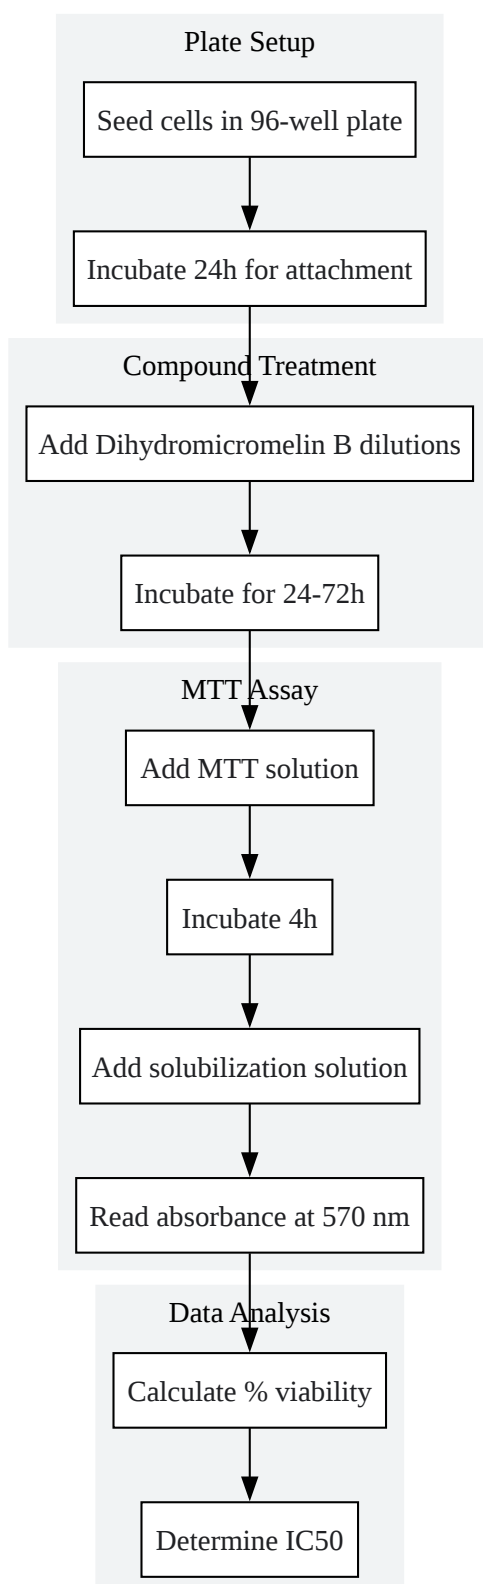 Plate Setup
Seed cells in 96-well plate
Incubate 24h for attachment
Compound Treatment
Add Dihydromicromelin B dilutions
Incubate for 24-72h
MTT Assay
Add MTT solution
Incubate 4h
Add solubilization solution
Read absorbance at 570 nm
Data Analysis
Calculate % viability
Determine IC50